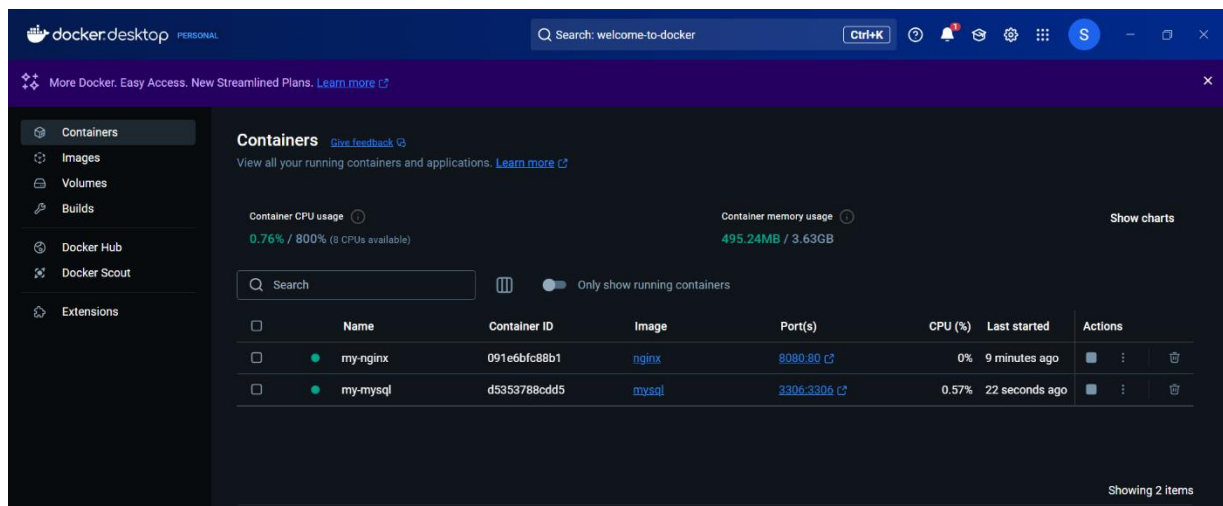 docker.desktop PERSONAL Search: welcome-to-docker Ctrl+K 1 S
More Docker. Easy Access. New Streamlined Plans. Learn more
Containers
Images
Volumes
Builds
Docker Hub
Docker Scout
Extensions
Containers Give feedback
View all your running containers and applications. Learn more
Container CPU usage Container memory usage Show charts
0.76% / 800% (8 CPUs available) 495.24MB / 3.63GB
Search Only show running containers
Name Container ID Image Port(s) CPU (%) Last started Actions
my-nginx 091e6bfc88b1 nginx 8080:80 0% 9 minutes ago
my-mysql d5353788cdd5 mysql 3306:3306 0.57% 22 seconds ago
Showing 2 items